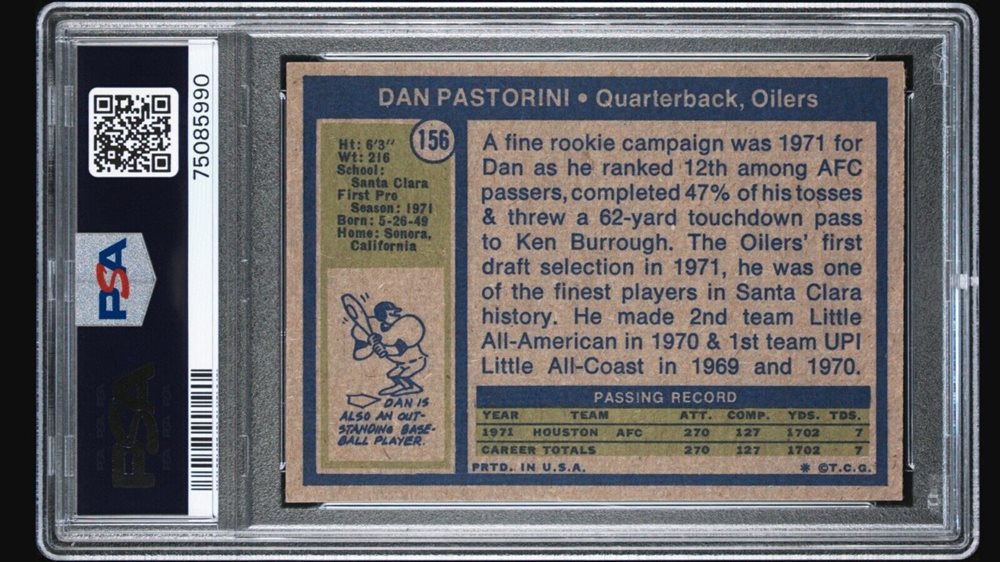 75085990
PSA
PSA
DAN PASTORINI • Quarterback, Oilers
156
Ht: 6'3"
Wt: 216
School:
Santa Clara
First Pro
Season: 1971
Born: 5-26-49
Home: Sonora,
California
DAN IS
ALSO AN OUT-
STANDING BASE-
BALL PLAYER.
A fine rookie campaign was 1971 for
Dan as he ranked 12th among AFC
passers, completed 47% of his tosses
& threw a 62-yard touchdown pass
to Ken Burrough. The Oilers' first
draft selection in 1971, he was one
of the finest players in Santa Clara
history. He made 2nd team Little
All-American in 1970 & 1st team UPI
Little All-Coast in 1969 and 1970.
PASSING RECORD
YEAR TEAM ATT. COMP. YDS. TDS.
1971 HOUSTON AFC 270 127 1702 7
CAREER TOTALS 270 127 1702 7
PRTD. IN U.S.A. * ©T.C.G.